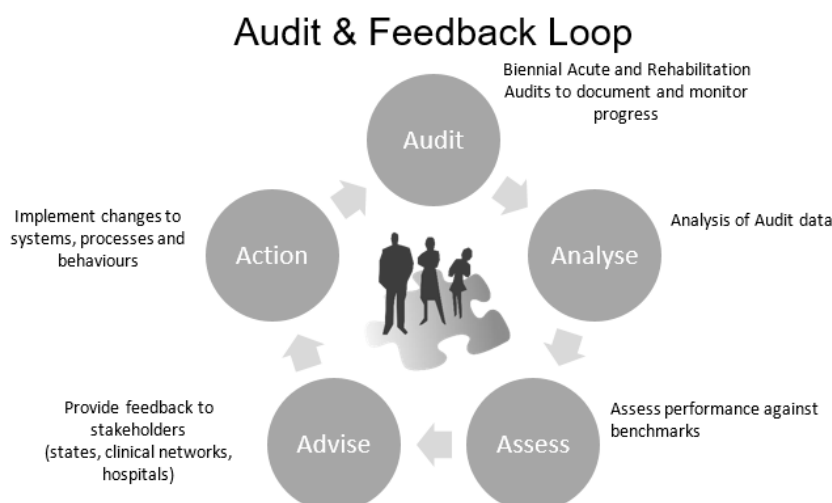 Audit & Feedback Loop
Biennial Acute and Rehabilitation
Audits to document and monitor
progress
Audit
Analyse
Analysis of Audit data
Assess
Assess performance against
benchmarks
Advise
Provide feedback to
stakeholders
(states, clinical networks,
hospitals)
Action
Implement changes to
systems, processes and
behaviours